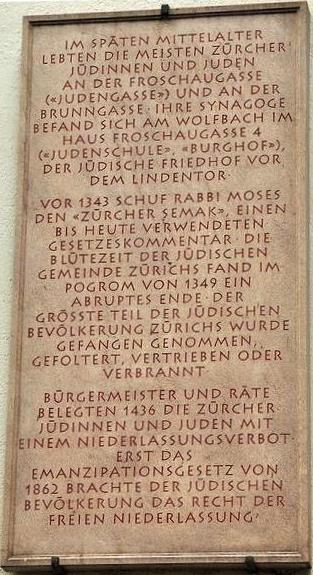 IM SPÄTEN MITTELALTER
LEBTEN DIE MEISTEN ZÜRCHER
JÜDINNEN UND JUDEN
AN DER FROSCHAUGASSE
(«JUDENGASSE») UND AN DER
BRUNNGASSE· IHRE SYNAGOGE
BEFAND SICH AM WOLFBACH IM
HAUS FROSCHAUGASSE 4
(«JUDENSCHULE», «BURGHOF»),
DER JÜDISCHE FRIEDHOF VOR
DEM LINDENTOR·
VOR 1343 SCHUF RABBI MOSES
DEN «ZÜRCHER SEMAK», EINEN
BIS HEUTE VERWENDETEN
GESETZESKOMMENTAR· DIE
BLÜTEZEIT DER JÜDISCHEN
GEMEINDE ZÜRICHS FAND IM
POGROM VON 1349 EIN
ABRUPTES ENDE· DER
GRÖSSTE TEIL DER JÜDISCHEN
BEVÖLKERUNG ZÜRICHS WURDE
GEFANGEN GENOMMEN,
GEFOLTERT, VERTRIEBEN ODER
VERBRANNT·
BÜRGERMEISTER UND RÄTE
BELEGTEN 1436 DIE ZÜRCHER
JÜDINNEN UND JUDEN MIT
EINEM NIEDERLASSUNGSVERBOT·
ERST DAS
EMANZIPATIONSGESETZ VON
1862 BRACHTE DER JÜDISCHEN
BEVÖLKERUNG DAS RECHT DER
FREIEN NIEDERLASSUNG·